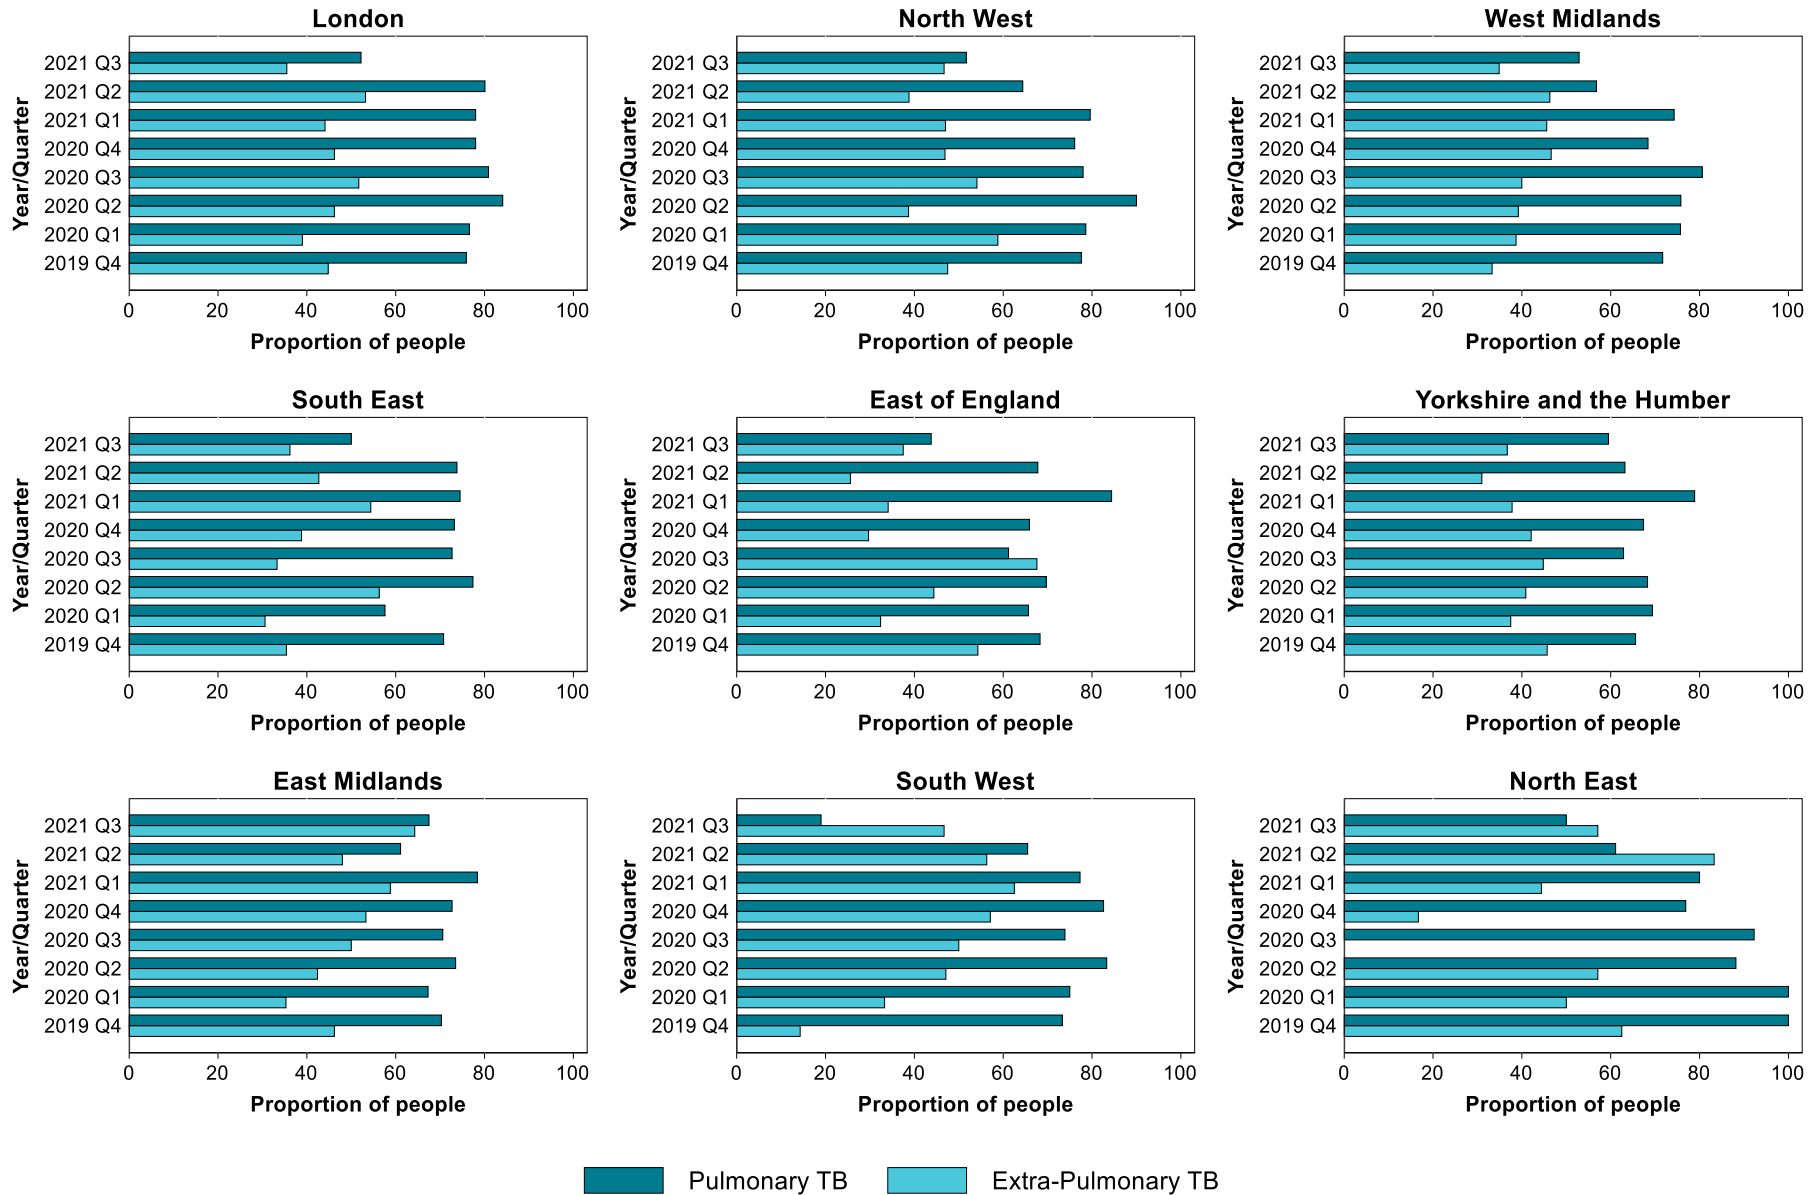 London
Year/Quarter
2021 Q3
2021 Q2
2021 Q1
2020 Q4
2020 Q3
2020 Q2
2020 Q1
2019 Q4
0 20 40 60 80 100
Proportion of people
North West
Year/Quarter
2021 Q3
2021 Q2
2021 Q1
2020 Q4
2020 Q3
2020 Q2
2020 Q1
2019 Q4
0 20 40 60 80 100
Proportion of people
West Midlands
Year/Quarter
2021 Q3
2021 Q2
2021 Q1
2020 Q4
2020 Q3
2020 Q2
2020 Q1
2019 Q4
0 20 40 60 80 100
Proportion of people
South East
Year/Quarter
2021 Q3
2021 Q2
2021 Q1
2020 Q4
2020 Q3
2020 Q2
2020 Q1
2019 Q4
0 20 40 60 80 100
Proportion of people
East of England
Year/Quarter
2021 Q3
2021 Q2
2021 Q1
2020 Q4
2020 Q3
2020 Q2
2020 Q1
2019 Q4
0 20 40 60 80 100
Proportion of people
Yorkshire and the Humber
Year/Quarter
2021 Q3
2021 Q2
2021 Q1
2020 Q4
2020 Q3
2020 Q2
2020 Q1
2019 Q4
0 20 40 60 80 100
Proportion of people
East Midlands
Year/Quarter
2021 Q3
2021 Q2
2021 Q1
2020 Q4
2020 Q3
2020 Q2
2020 Q1
2019 Q4
0 20 40 60 80 100
Proportion of people
South West
Year/Quarter
2021 Q3
2021 Q2
2021 Q1
2020 Q4
2020 Q3
2020 Q2
2020 Q1
2019 Q4
0 20 40 60 80 100
Proportion of people
North East
Year/Quarter
2021 Q3
2021 Q2
2021 Q1
2020 Q4
2020 Q3
2020 Q2
2020 Q1
2019 Q4
0 20 40 60 80 100
Proportion of people
Pulmonary TB
Extra-Pulmonary TB